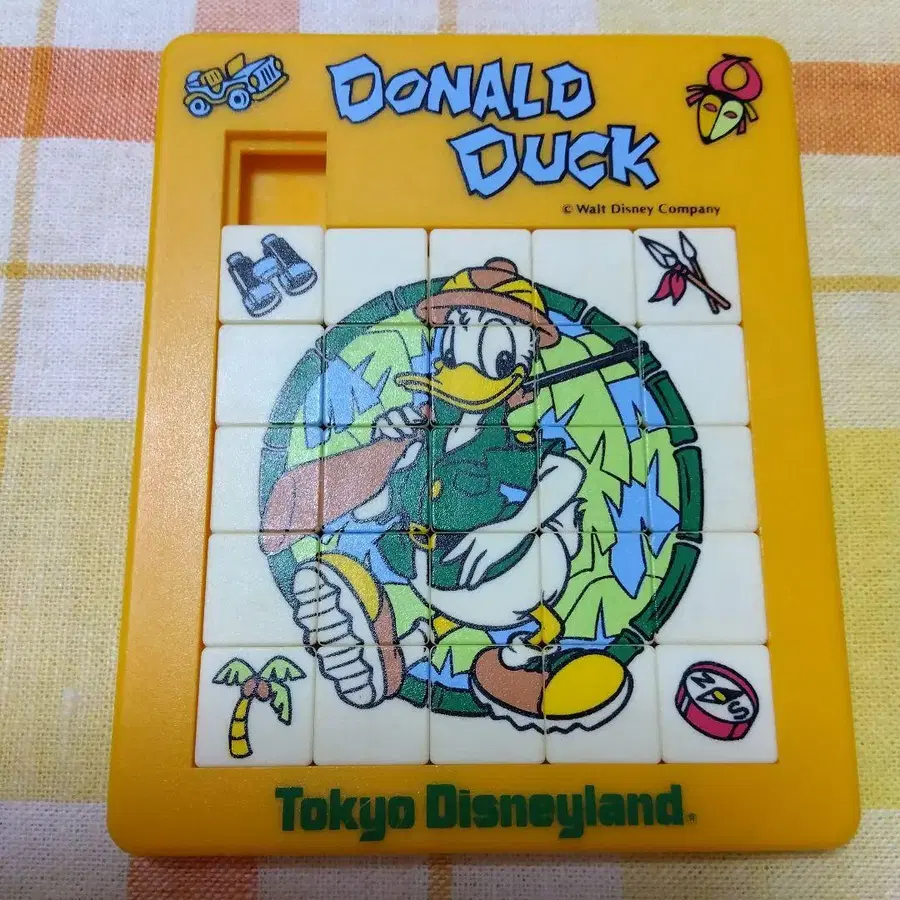 DONALD
DUCK
© Walt Disney Company
N
S
Tokyo Disneyland®